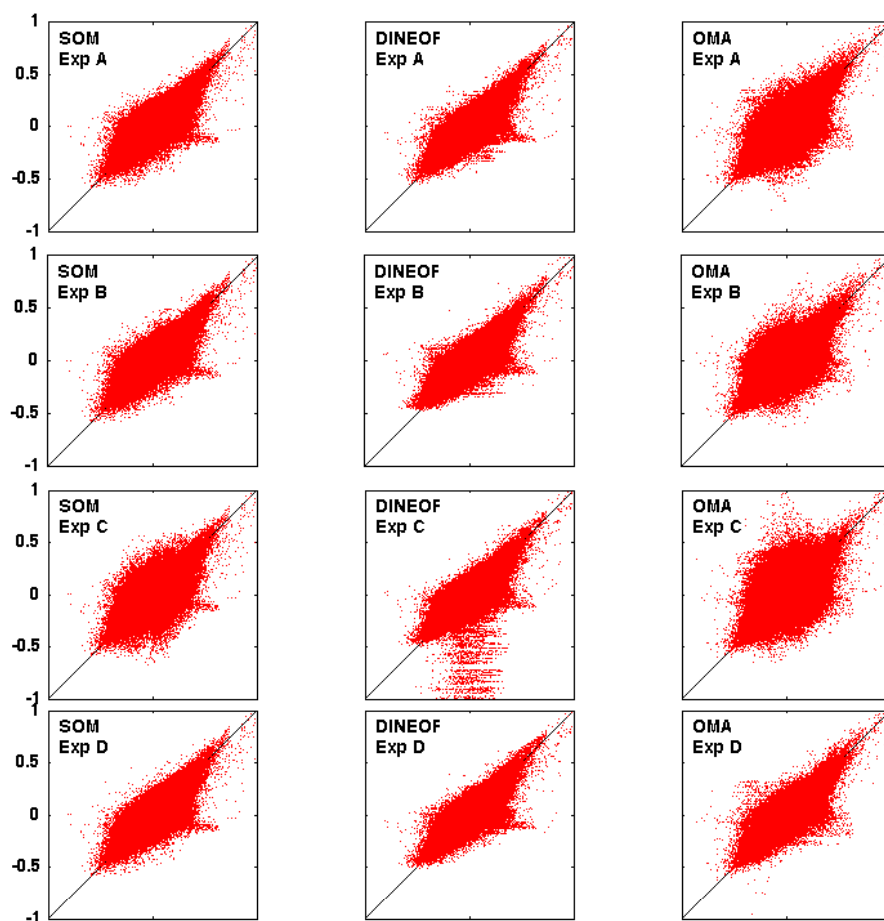 1
SOM
Exp A
DINEOF
Exp A
OMA
Exp A
0.5
0
-0.5
-1
1
SOM
Exp B
DINEOF
Exp B
OMA
Exp B
0.5
0
-0.5
-1
1
SOM
Exp C
DINEOF
Exp C
OMA
Exp C
0.5
0
-0.5
-1
1
SOM
Exp D
DINEOF
Exp D
OMA
Exp D
0.5
0
-0.5
-1